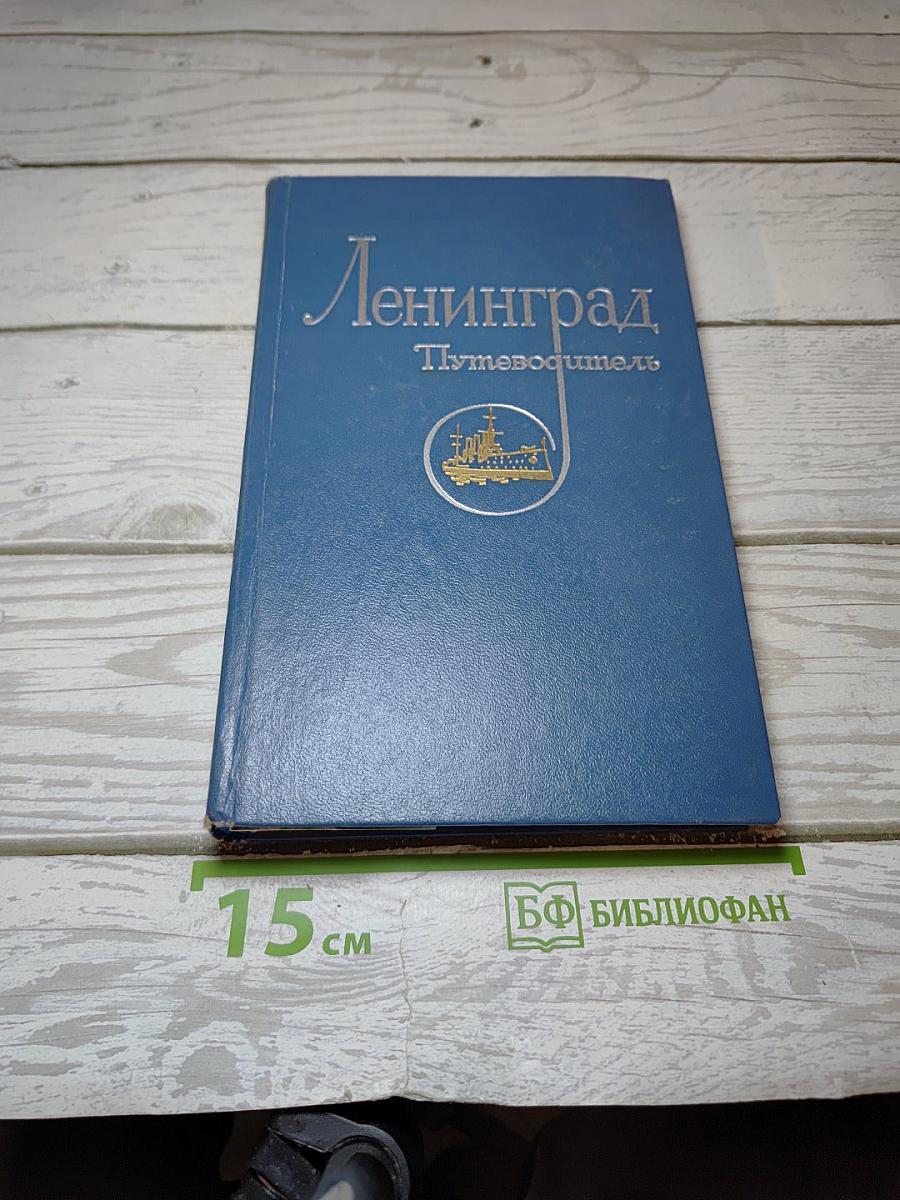 Ленинград
Путеводитель
15 см
БФ БИБЛИОФАН